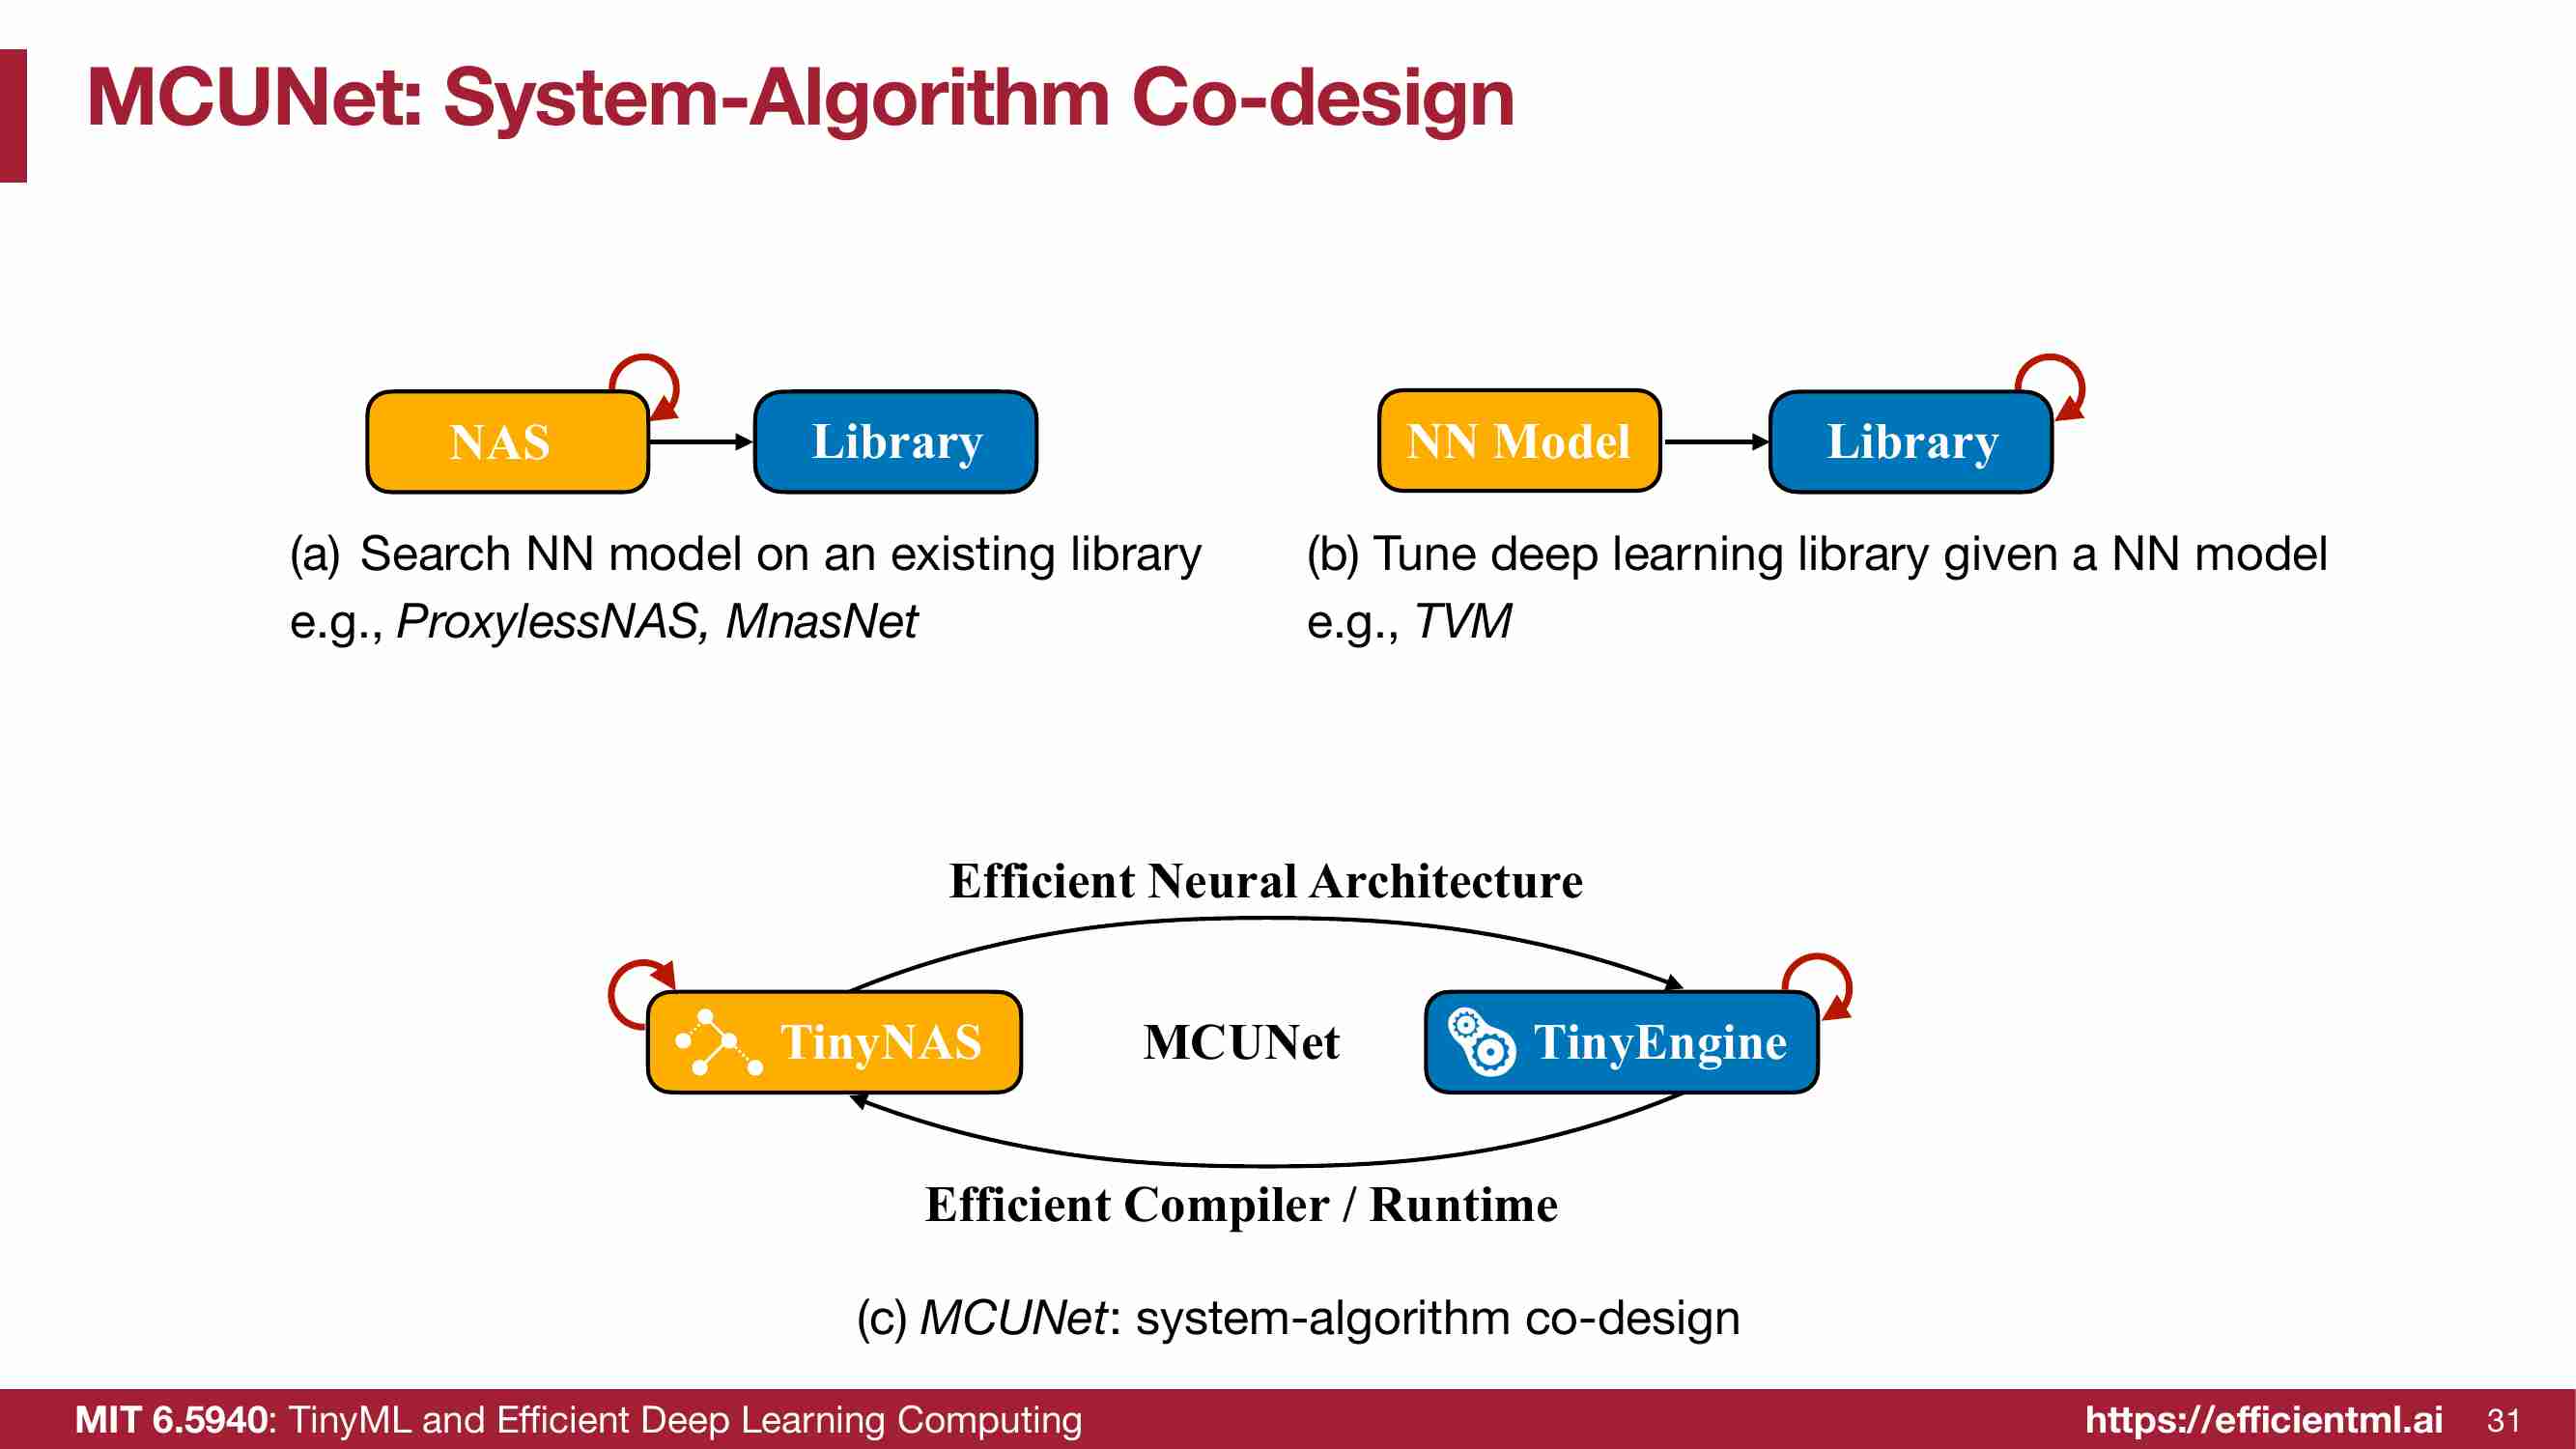 MCUNet: System-Algorithm Co-design
NAS
Library
(a) Search NN model on an existing library
e.g., ProxylessNAS, MnasNet
NN Model
Library
(b) Tune deep learning library given a NN model
e.g., TVM
Efficient Neural Architecture
TinyNAS
MCUNet
TinyEngine
Efficient Compiler / Runtime
(c) MCUNet: system-algorithm co-design
MIT 6.5940: TinyML and Efficient Deep Learning Computing
https://efficientml.ai
31